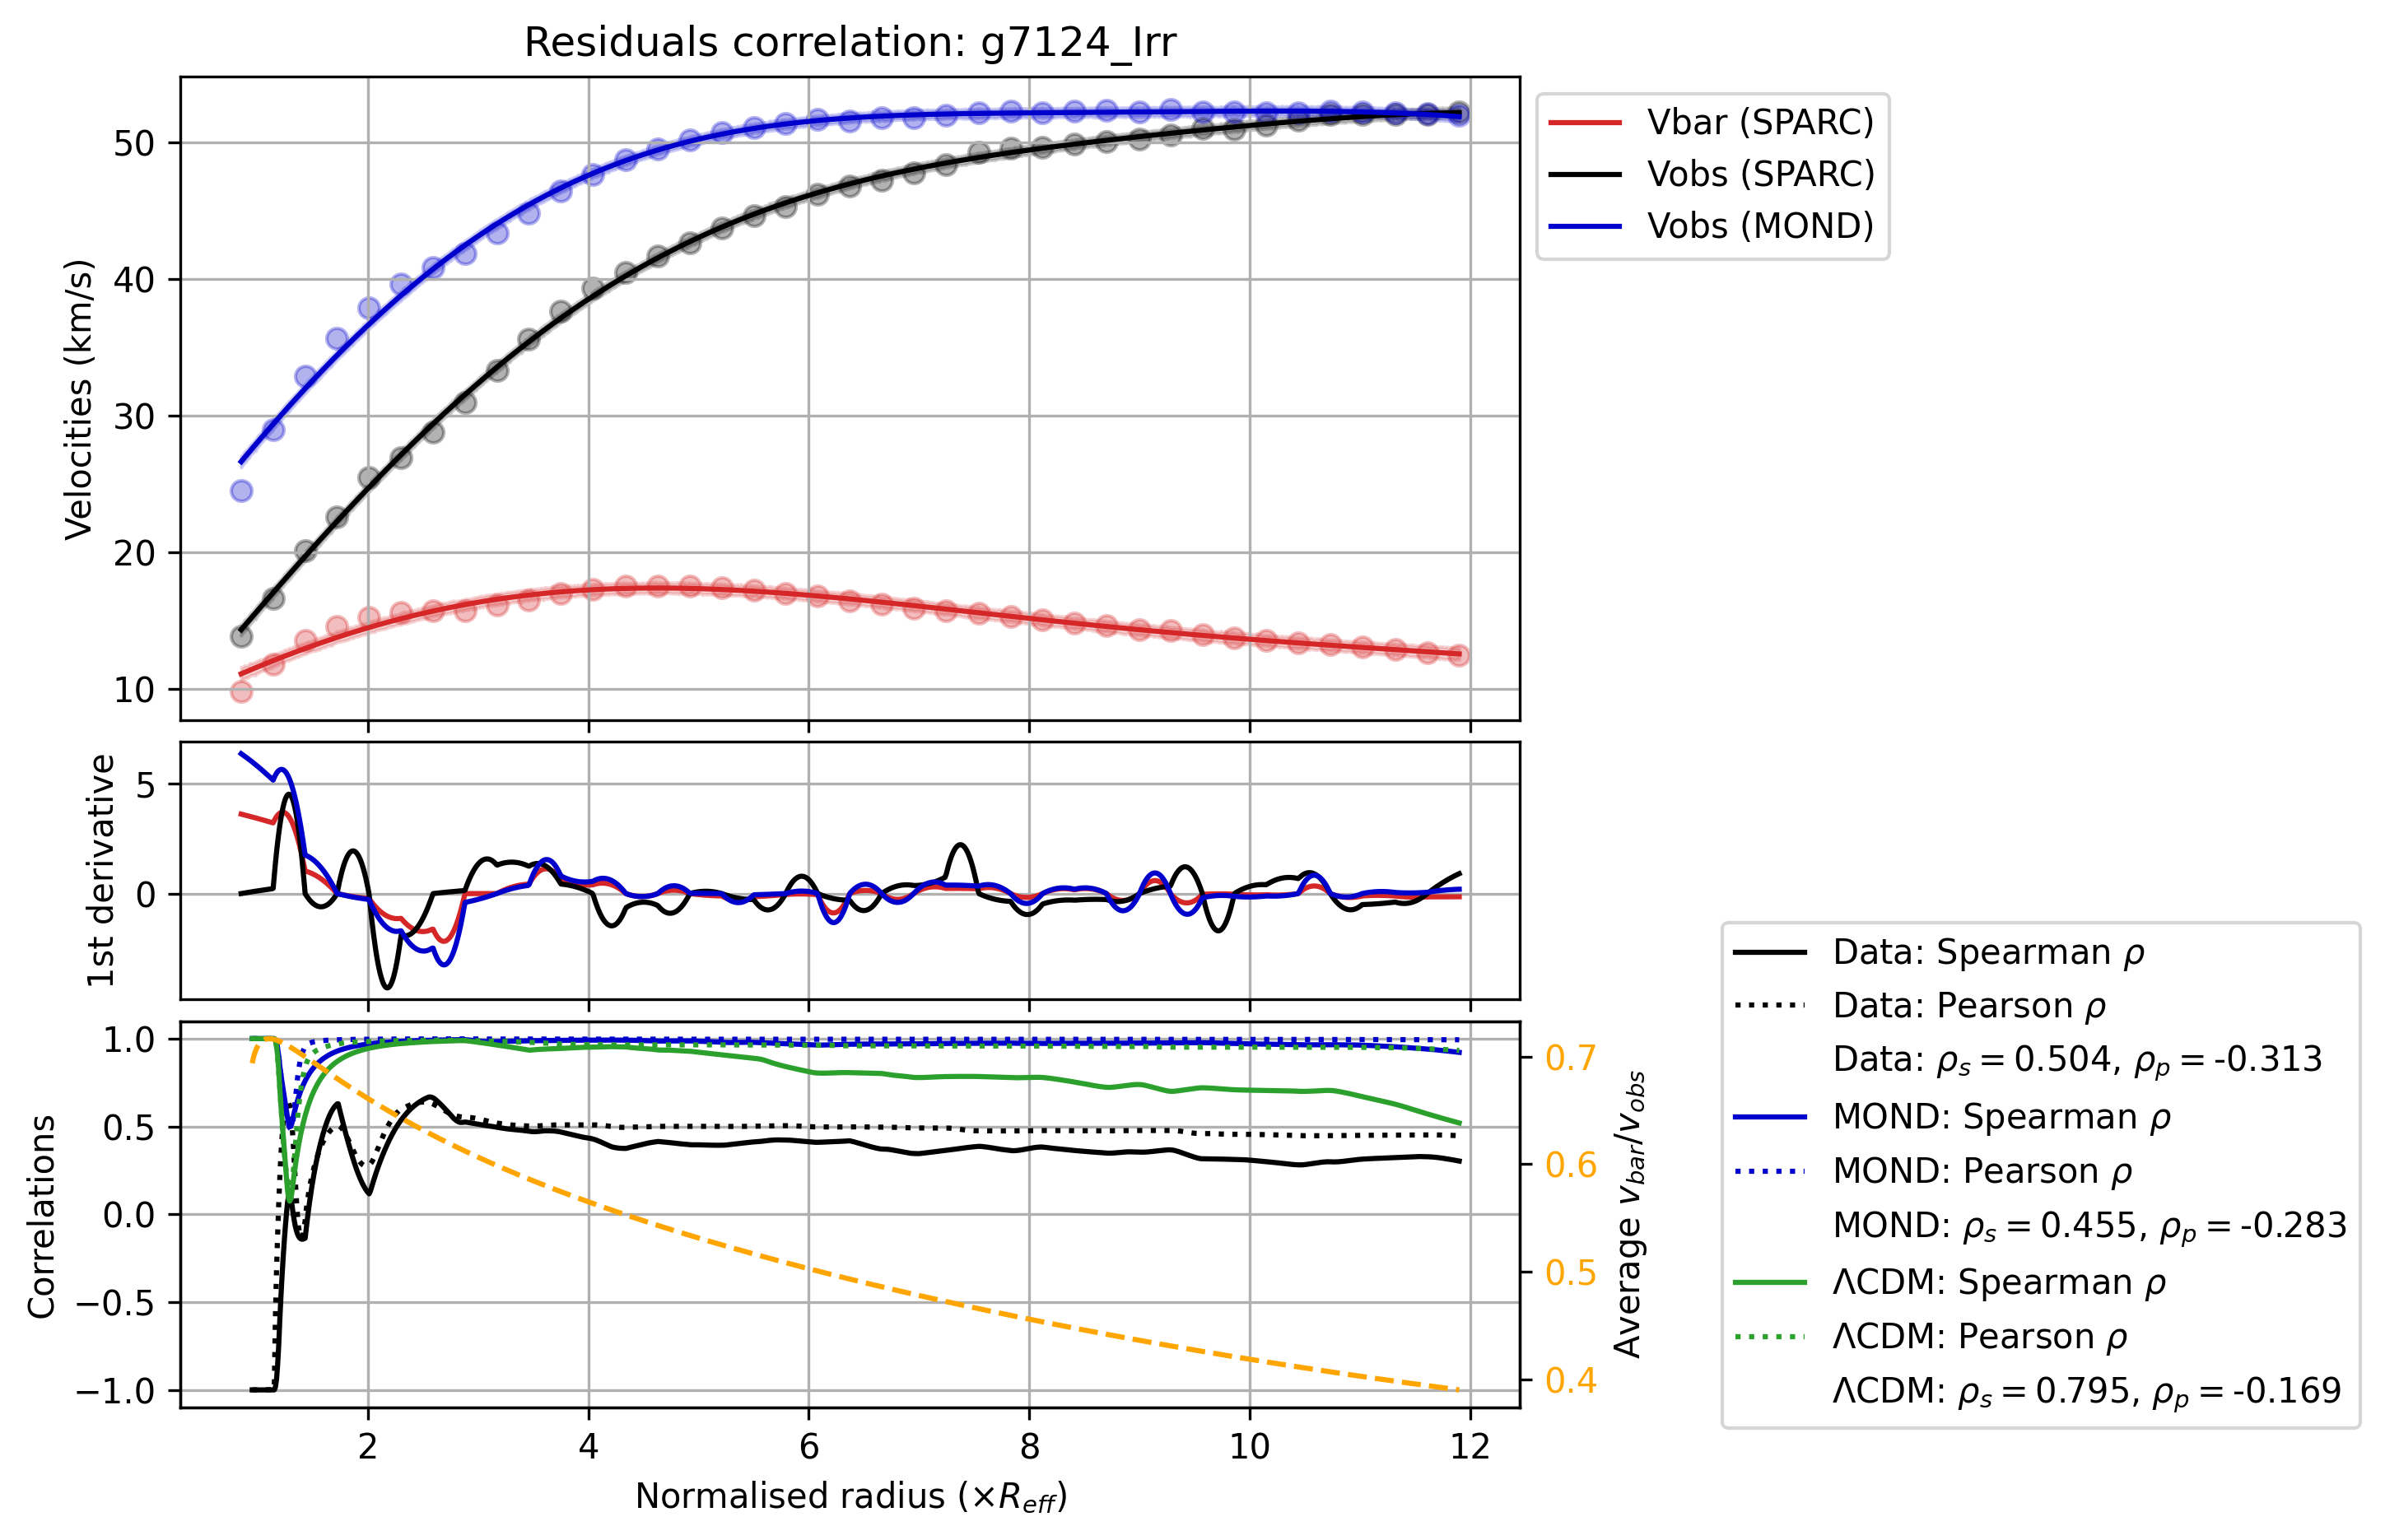 Residuals correlation: g7124_Irr
Velocities (km/s)
50
40
30
20
10
Vbar (SPARC)
Vobs (SPARC)
Vobs (MOND)
1st derivative
5
0
Correlations
1.0
0.5
0.0
−0.5
−1.0
0.7
0.6
0.5
0.4
Average v_bar/v_obs
2 4 6 8 10 12
Normalised radius (×R_eff)
Data: Spearman ρ
Data: Pearson ρ
Data: ρ_s = 0.504, ρ_p = -0.313
MOND: Spearman ρ
MOND: Pearson ρ
MOND: ρ_s = 0.455, ρ_p = -0.283
ΛCDM: Spearman ρ
ΛCDM: Pearson ρ
ΛCDM: ρ_s = 0.795, ρ_p = -0.169